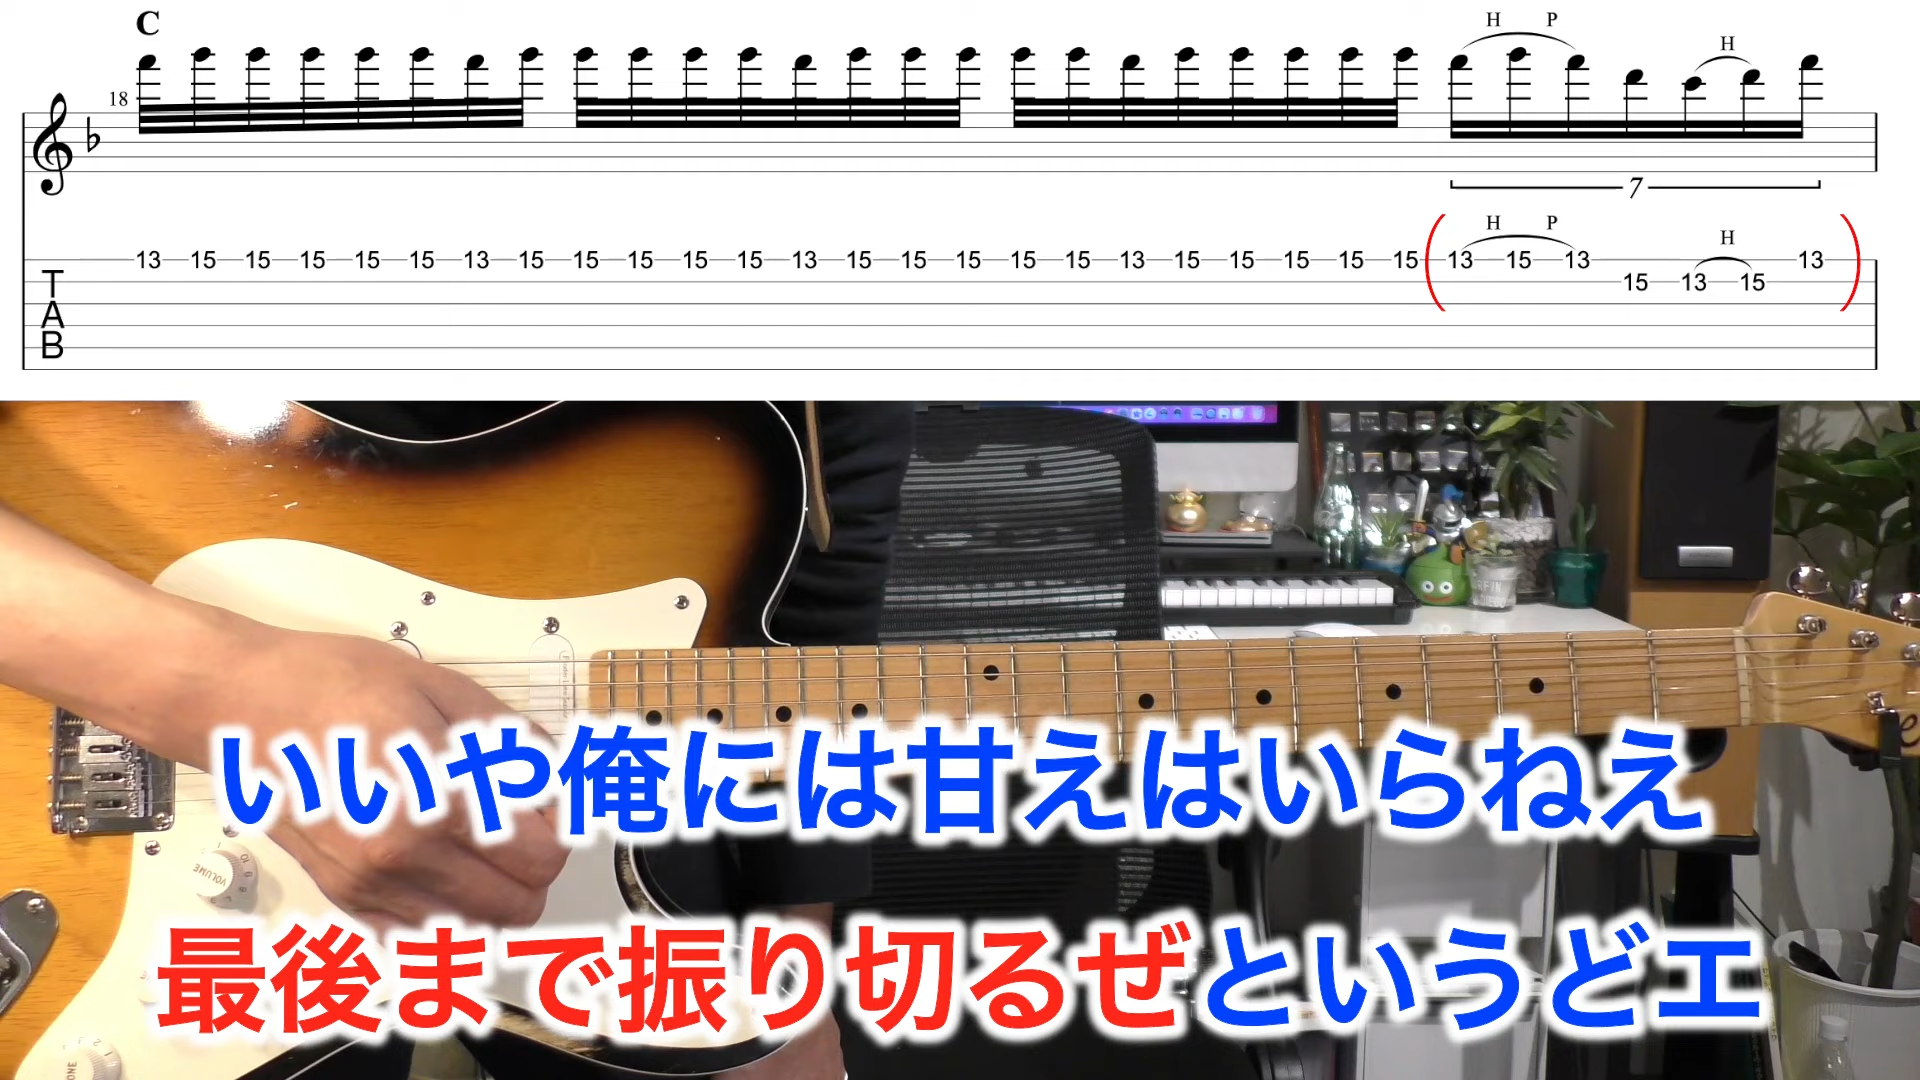 C
H P
H
18
7
H P
H
13 15 15 15 15 15 13 15 15 15 15 15 13 15 15 15 15 15 13 15 15 15 15 15 13 15 13 13
15 13 15
T
A
B
いいや俺には甘えはいらねえ
VOLUME
最後まで振り切るぜというどエ